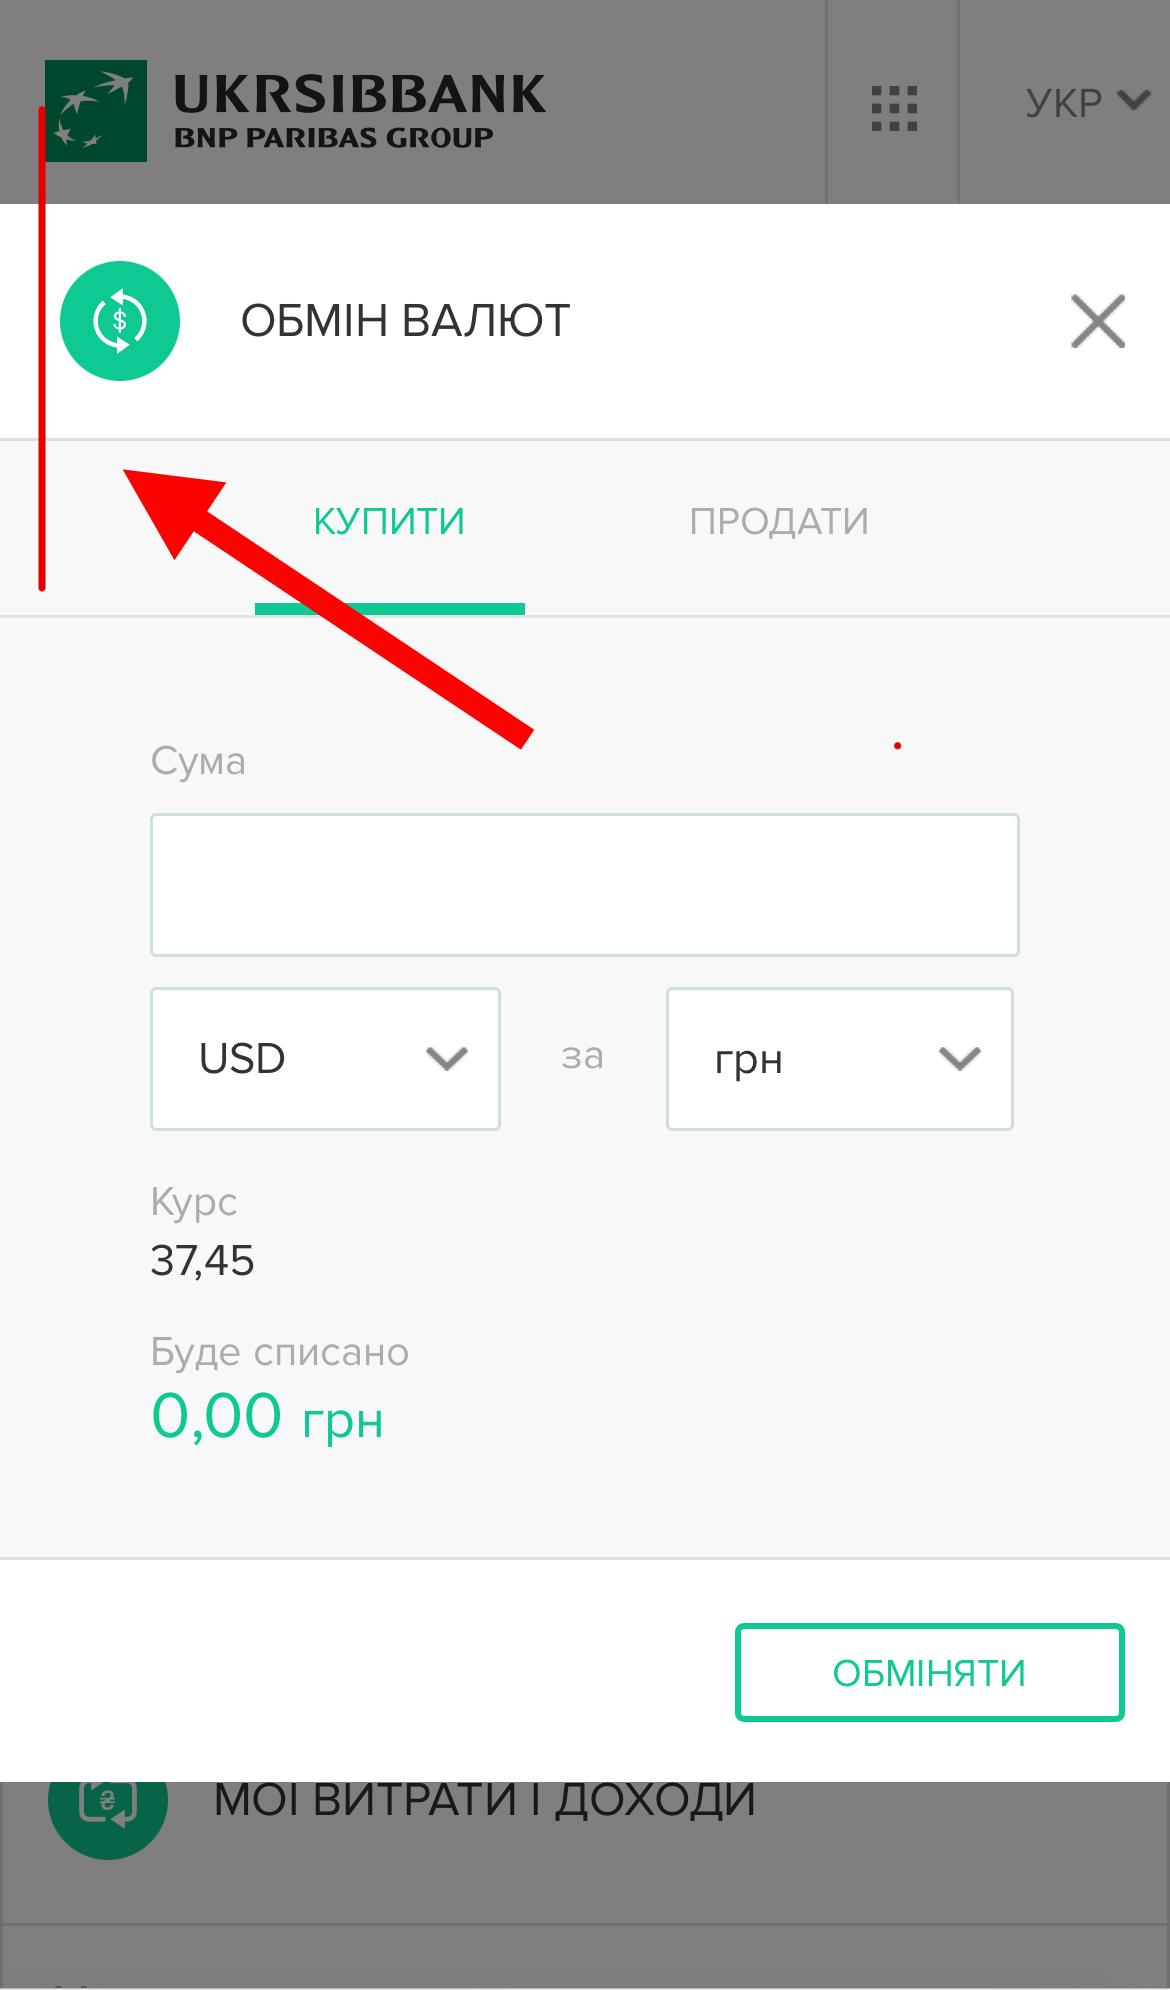 UKRSIBBANK
BNP PARIBAS GROUP
УКР
$
ОБМІН ВАЛЮТ
КУПИТИ
ПРОДАТИ
Сума
USD
за
грн
Курс
37,45
Буде списано
0,00 грн
ОБМІНЯТИ
₴
МОЇ ВИТРАТИ І ДОХОДИ